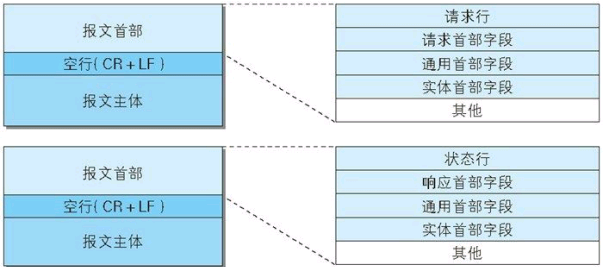 报文首部
空行(CR+LF)
报文主体
请求行
请求首部字段
通用首部字段
实体首部字段
其他
报文首部
空行(CR+LF)
报文主体
状态行
响应首部字段
通用首部字段
实体首部字段
其他